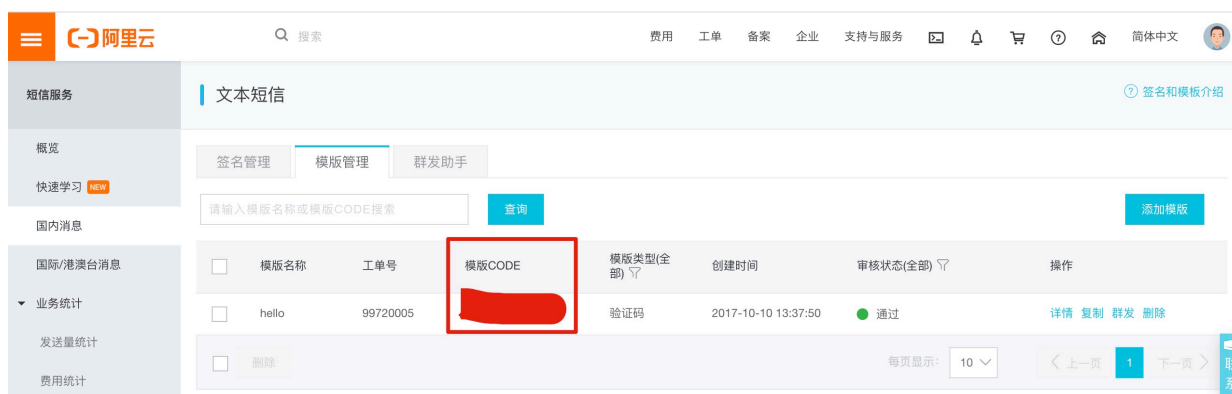 阿里云 搜索 费用 工单 备案 企业 支持与服务 简体中文
短信服务
文本短信
签名和模板介绍
概览
快速学习 NEW
国内消息
国际/港澳台消息
业务统计
发送量统计
费用统计
签名管理 模版管理 群发助手
请输入模版名称或模版CODE搜索 查询 添加模版
模版名称 工单号 模版CODE 模版类型(全部) 创建时间 审核状态(全部) 操作
hello 99720005 验证码 2017-10-10 13:37:50 通过 详情 复制 群发 删除
删除 每页显示: 10 上一页 1 下一页
联系